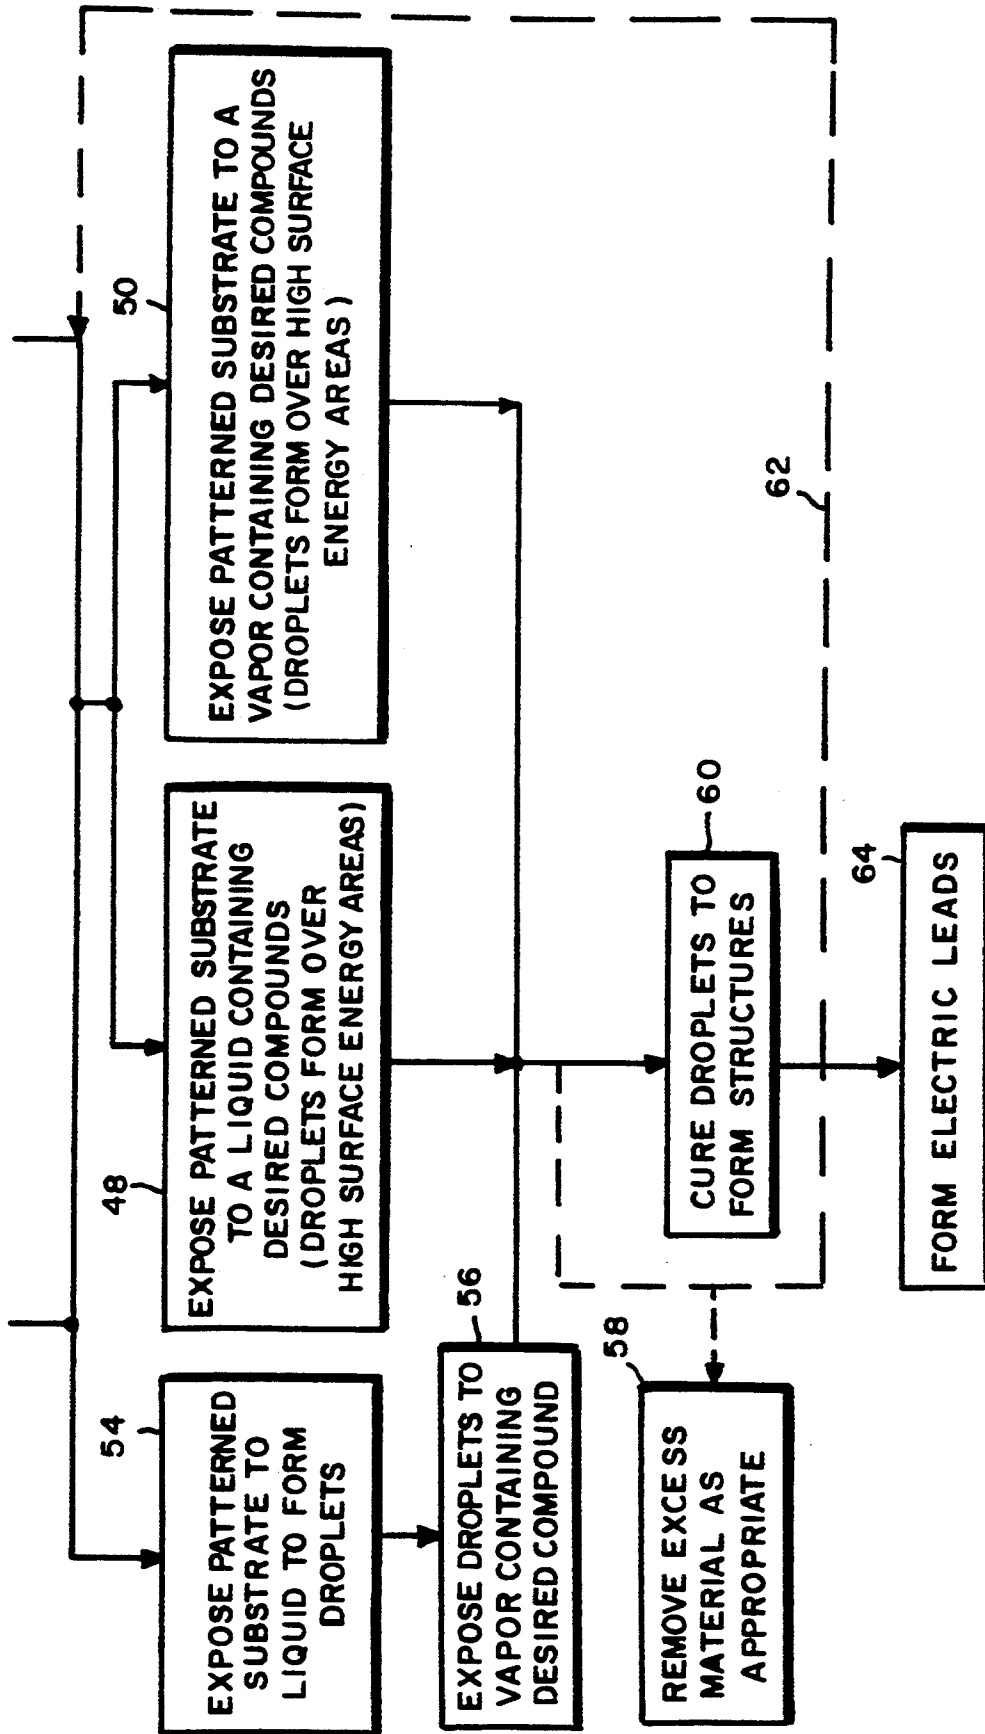 54
EXPOSE PATTERNED
SUBSTRATE TO
LIQUID TO FORM
DROPLETS
48
EXPOSE PATTERNED SUBSTRATE
TO A LIQUID CONTAINING
DESIRED COMPOUNDS
(DROPLETS FORM OVER
HIGH SURFACE ENERGY AREAS)
50
EXPOSE PATTERNED SUBSTRATE TO A
VAPOR CONTAINING DESIRED COMPOUNDS
(DROPLETS FORM OVER HIGH SURFACE
ENERGY AREAS)
56
EXPOSE DROPLETS TO
VAPOR CONTAINING
DESIRED COMPOUND
58
REMOVE EXCESS
MATERIAL AS
APPROPRIATE
60
CURE DROPLETS TO
FORM STRUCTURES
62
64
FORM ELECTRIC LEADS